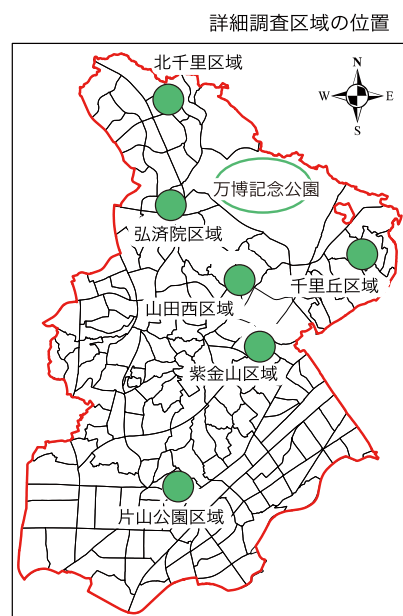 詳細調査区域の位置
北千里区域
N
W E
S
万博記念公園
弘済院区域
千里丘区域
山田西区域
紫金山区域
片山公園区域